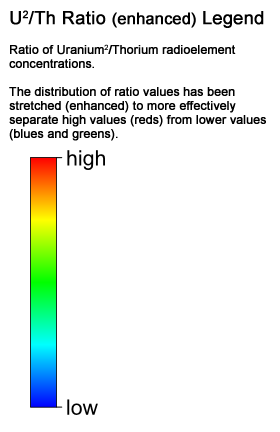 U²/Th Ratio (enhanced) Legend
Ratio of Uranium²/Thorium radioelement
concentrations.
The distribution of ratio values has been
stretched (enhanced) to more effectively
separate high values (reds) from lower values
(blues and greens).
high
low